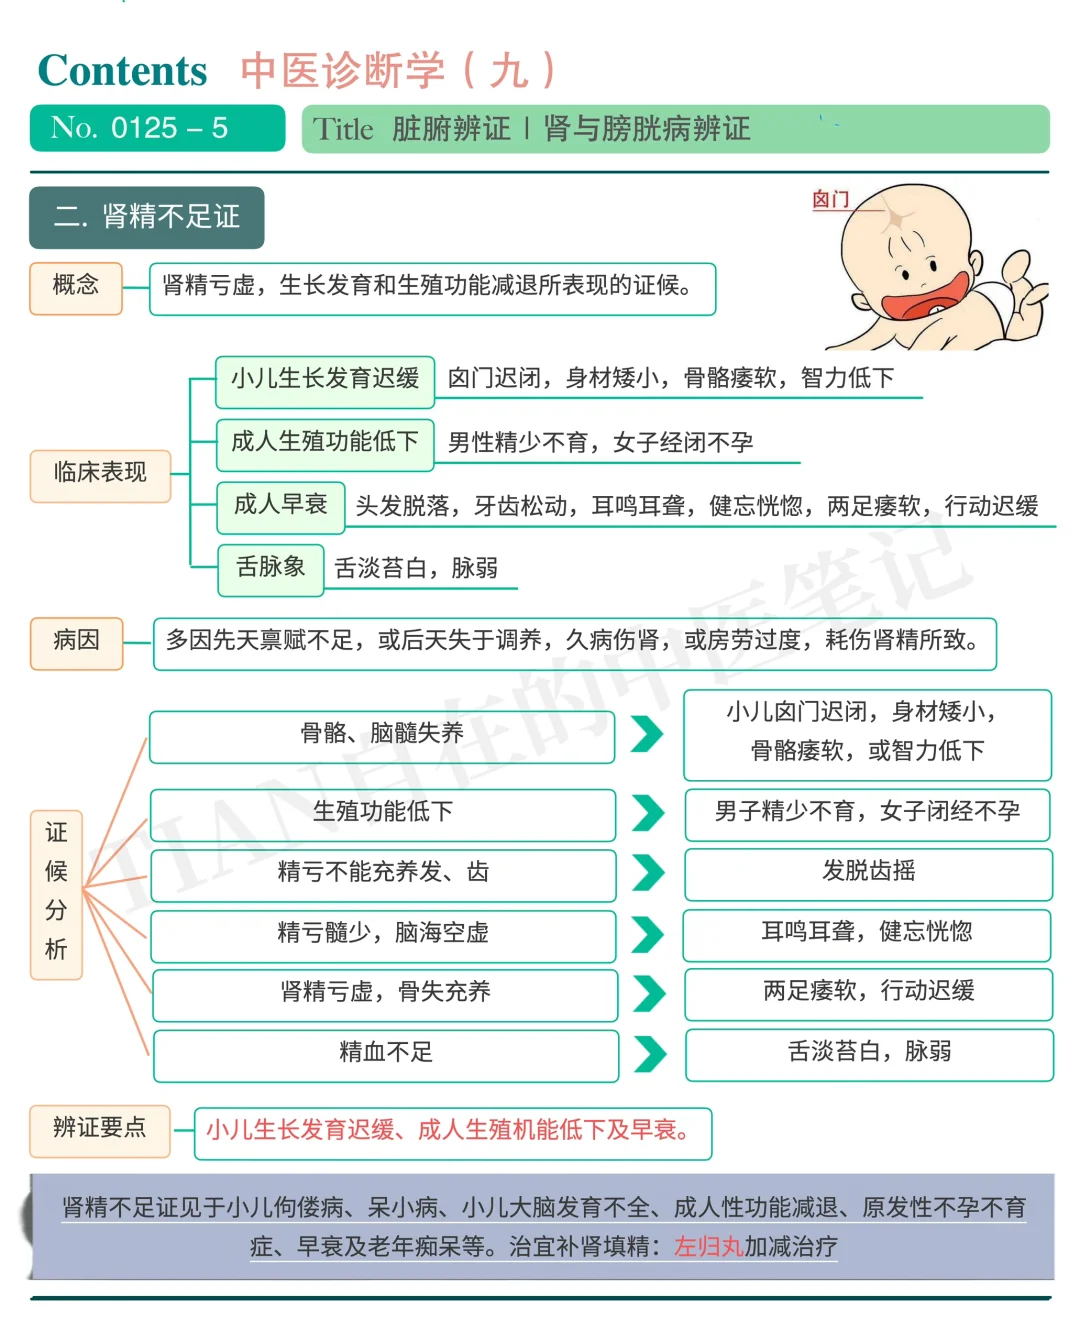 Contents 中医诊断学（九）
No. 0125 – 5
Title 脏腑辨证 | 肾与膀胱病辨证
二. 肾精不足证
囟门
概念
肾精亏虚，生长发育和生殖功能减退所表现的证候。
临床表现
小儿生长发育迟缓 囟门迟闭，身材矮小，骨骼痿软，智力低下
成人生殖功能低下 男性精少不育，女子经闭不孕
成人早衰 头发脱落，牙齿松动，耳鸣耳聋，健忘恍惚，两足痿软，行动迟缓
舌脉象 舌淡苔白，脉弱
病因
多因先天禀赋不足，或后天失于调养，久病伤肾，或房劳过度，耗伤肾精所致。
证
候
分
析
骨骼、脑髓失养
小儿囟门迟闭，身材矮小，
骨骼痿软，或智力低下
生殖功能低下
男子精少不育，女子闭经不孕
精亏不能充养发、齿
发脱齿摇
精亏髓少，脑海空虚
耳鸣耳聋，健忘恍惚
肾精亏虚，骨失充养
两足痿软，行动迟缓
精血不足
舌淡苔白，脉弱
辨证要点
小儿生长发育迟缓、成人生殖机能低下及早衰。
肾精不足证见于小儿佝偻病、呆小病、小儿大脑发育不全、成人性功能减退、原发性不孕不育
症、早衰及老年痴呆等。治宜补肾填精：左归丸加减治疗
TIAN自在的中医笔记